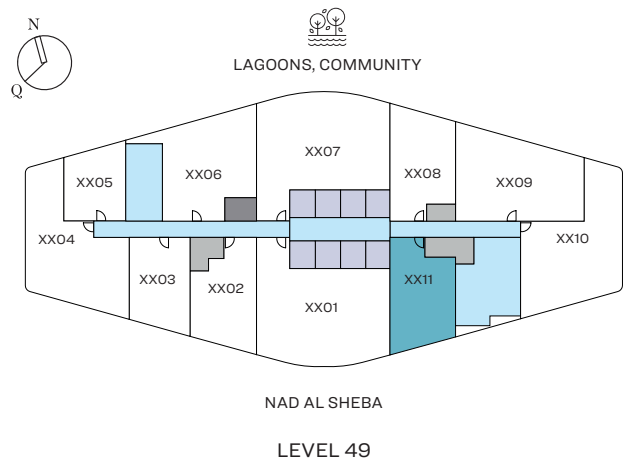 N
Q
LAGOONS, COMMUNITY
XX07
XX05
XX06
XX08
XX09
XX04
XX10
XX03
XX02
XX01
XX11
NAD AL SHEBA
LEVEL 49